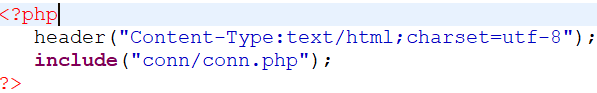 <?php
header("Content-Type:text/html;charset=utf-8");
include("conn/conn.php");
?>